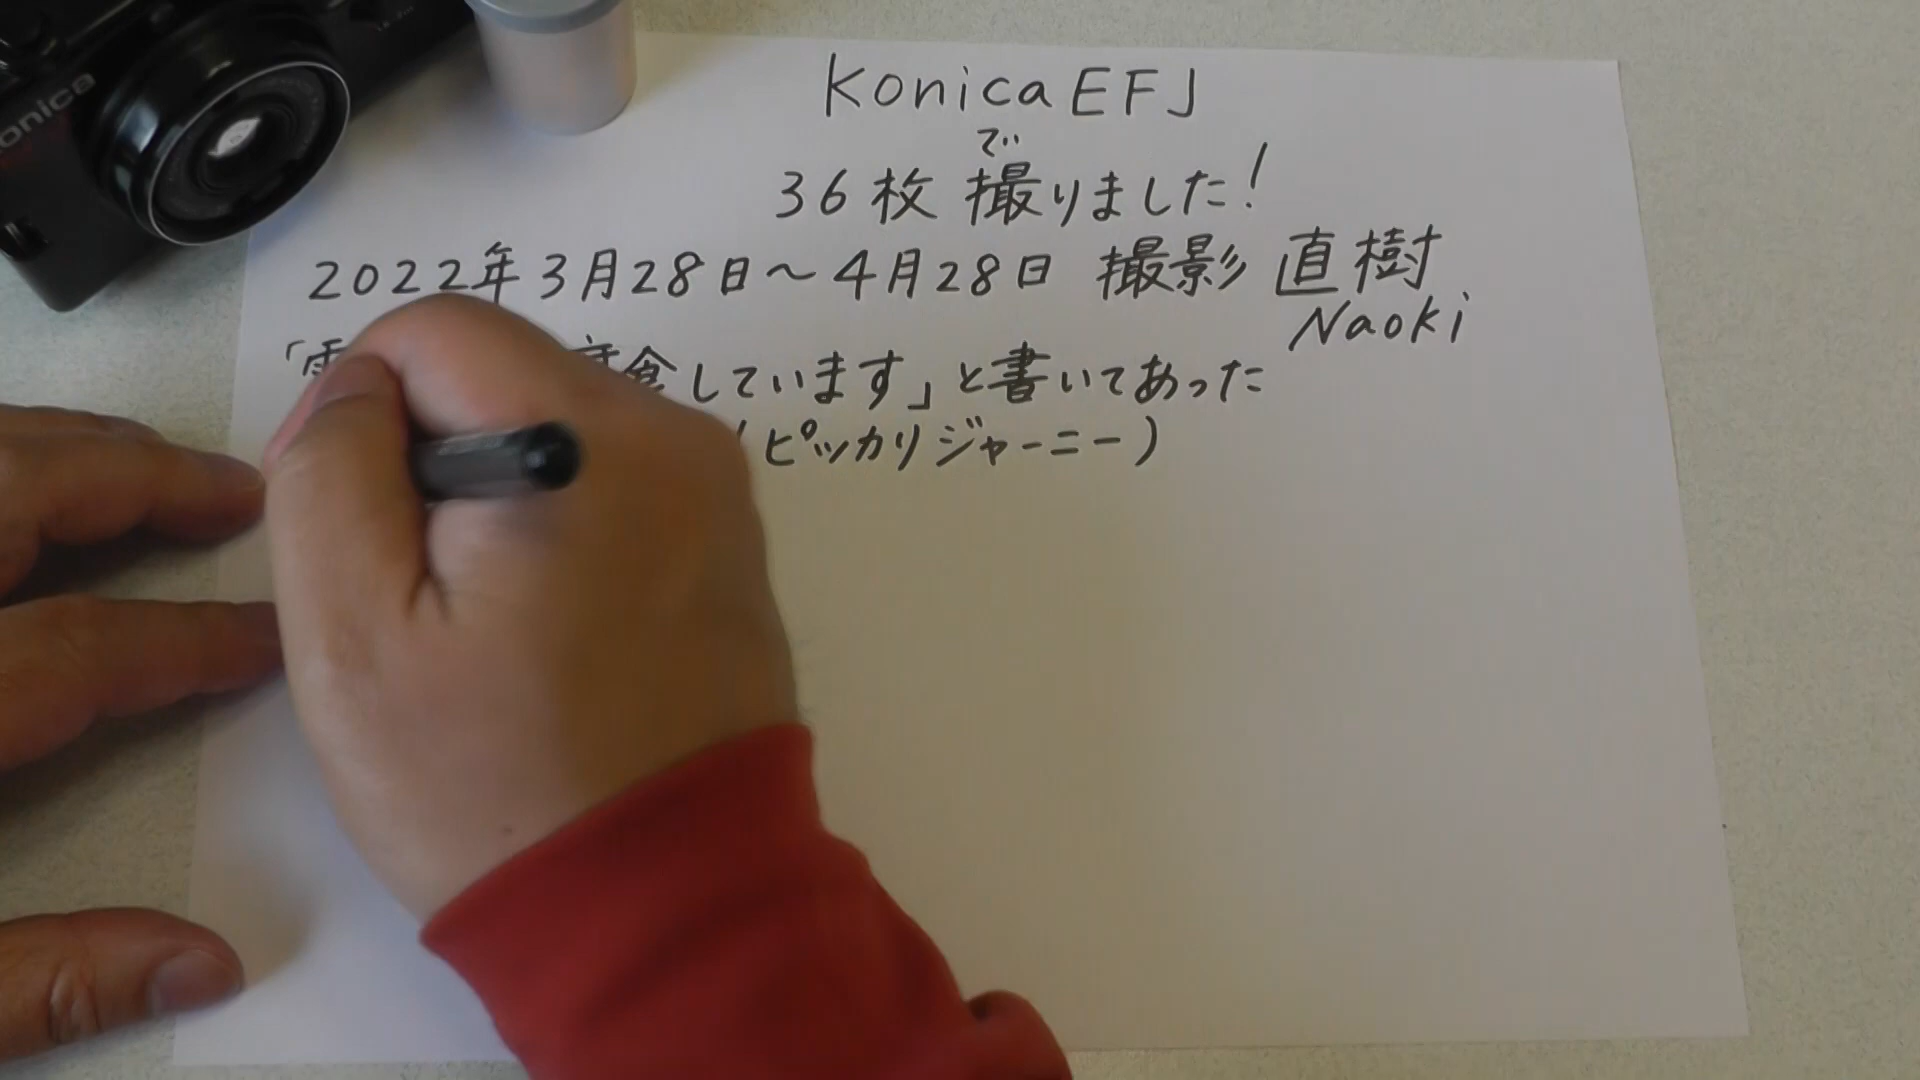 Konica
Konica EFJ
で
36枚 撮りました!
2022年3月28日~4月28日 撮影 直樹
Naoki
食しています」と書いてあった
(ピッカリジャーニー)